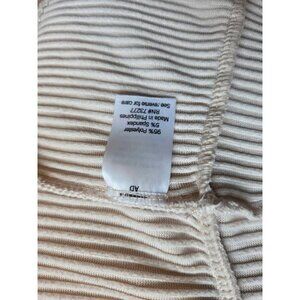 95% Polyester
5% Spandex
Made in Philippines
RN# 73277
See reverse for care
AD